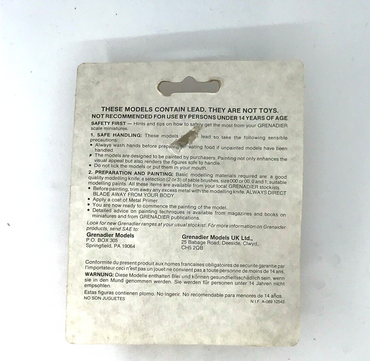 THESE MODELS CONTAIN LEAD. THEY ARE NOT TOYS.
NOT RECOMMENDED FOR USE BY PERSONS UNDER 14 YEARS OF AGE
SAFETY FIRST — Hints and tips on how to safely get the most from your GRENADIER
scale miniatures.
1. SAFE HANDLING: These models lead so take the following sensible
precautions:
• Always wash hands before eating food if unpainted models have been
handled.
• The models are designed to be painted by purchasers. Painting not only enhances the
visual appeal but also renders the figures safe to handle.
• Do not lick the models or put them in your mouth.
2. PREPARATION AND PAINTING: Basic modelling materials required are a good
quality modelling knife, a selection (2 or 3) of sable brushes, size 000 or 00, 0 and 1, suitable
modelling paints. All these items are available from your local GRENADIER stockists.
• Before painting, trim away any excess metal with the modelling knife. ALWAYS DIRECT
BLADE AWAY FROM YOUR BODY
• Apply a coat of Metal Primer
• You are now ready to commence the painting of the model.
• Detailed advice on painting techniques is available from magazines and books on
miniatures and from GRENADIER publications.
Look for new Grenadier ranges at your usual stockist. For more information on Grenadier
products, send SAE to:
Grenadier Models
P.O. BOX 305
Springfield, PA 19064
Grenadier Models UK Ltd.,
25 Babage Road, Deeside, Clwyd,
CH5 2QB
Conformite du present produit aux normes francaises obligatoires de securite garantie par
l'importateur ceci n'est pas un jouet ne convient pas a toute personne de moins de 14 ans.
WARNUNG: Diese Modelle enthalten Blei und können gesundheitsschädlich sein, wenn
sie in den Mund genommen werden. Sie werden für personen unter 14 Jahren nicht
empfohlen.
Estas figuras contienen plomo. No ingerir. No recomendable para menores de 14 años.
NO SON JUGUETES